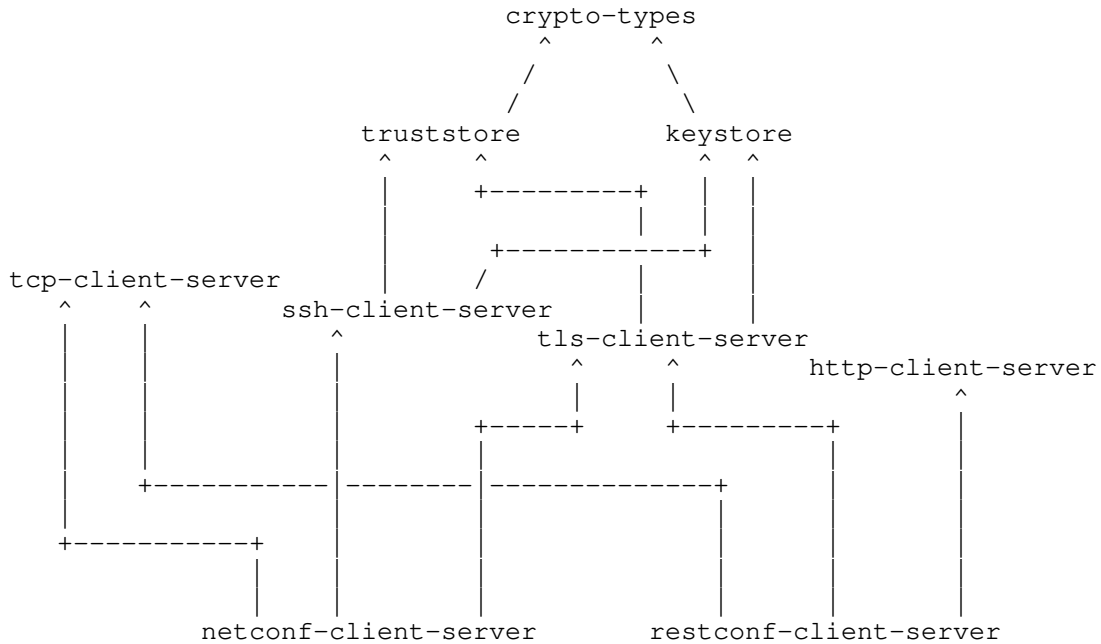 crypto-types
truststore keystore
tcp-client-server
ssh-client-server
tls-client-server
http-client-server
netconf-client-server restconf-client-server